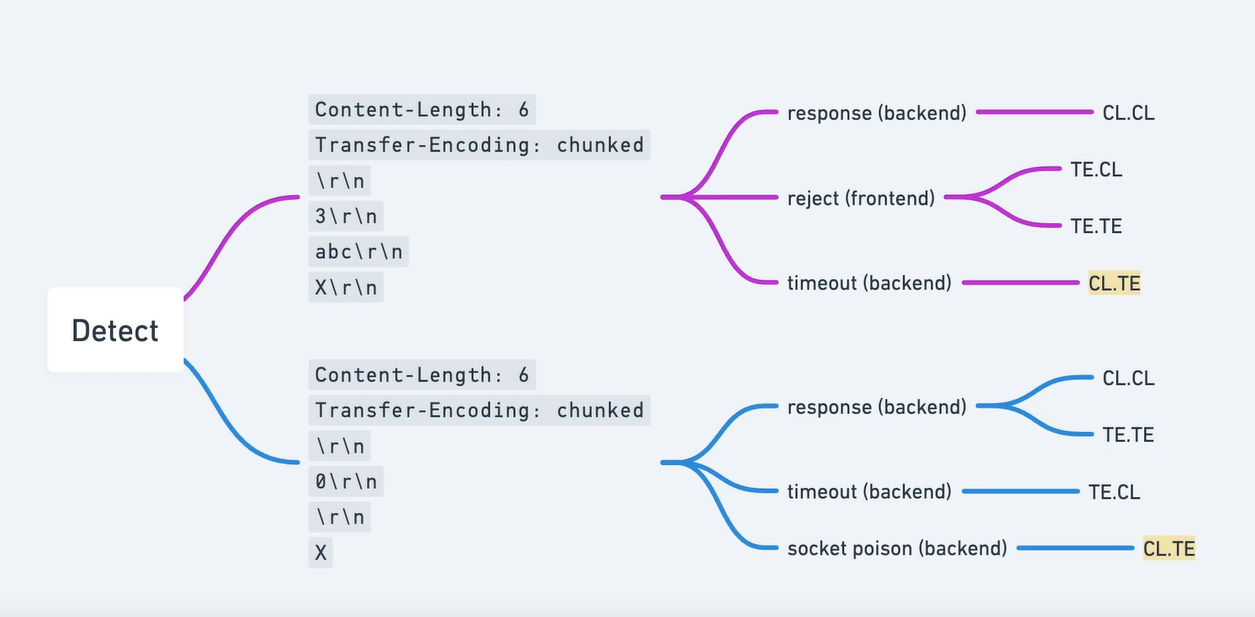 Detect
Content-Length: 6
Transfer-Encoding: chunked
\r\n
3\r\n
abc\r\n
X\r\n
response (backend)
CL.CL
reject (frontend)
TE.CL
TE.TE
timeout (backend)
CL.TE
Content-Length: 6
Transfer-Encoding: chunked
\r\n
0\r\n
\r\n
X
response (backend)
CL.CL
TE.TE
timeout (backend)
TE.CL
socket poison (backend)
CL.TE